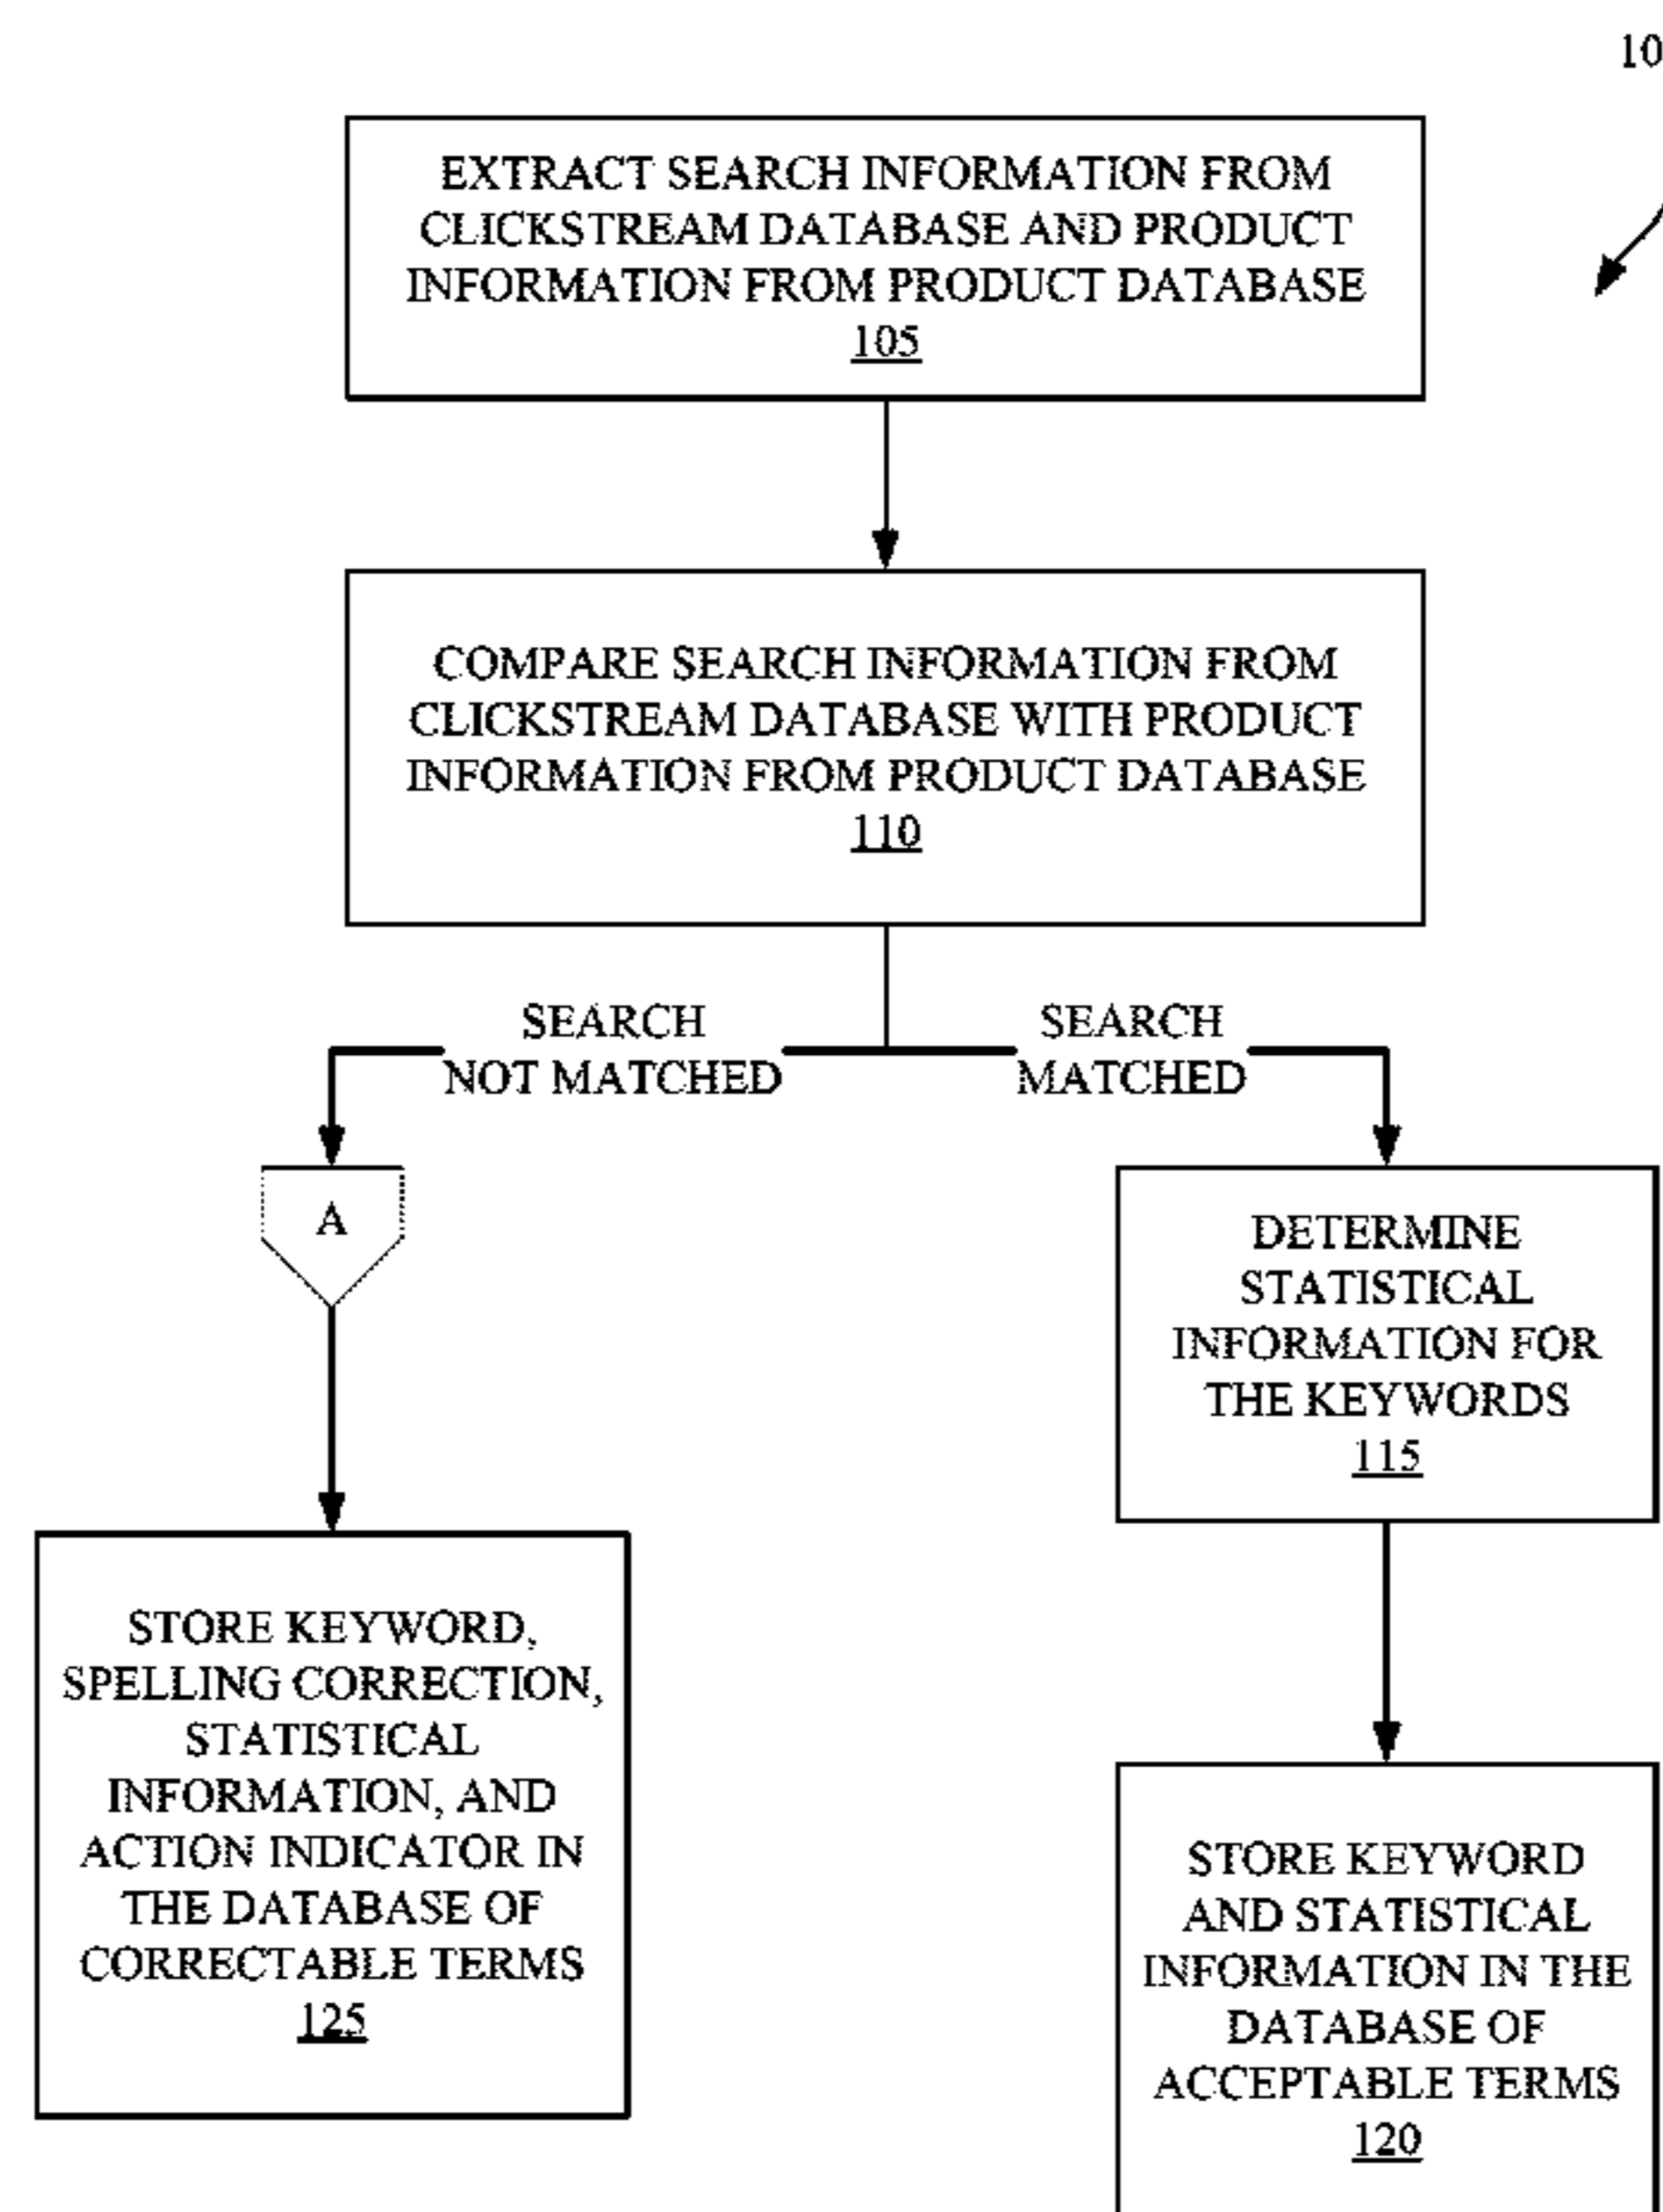 10
EXTRACT SEARCH INFORMATION FROM
CLICKSTREAM DATABASE AND PRODUCT
INFORMATION FROM PRODUCT DATABASE
105
COMPARE SEARCH INFORMATION FROM
CLICKSTREAM DATABASE WITH PRODUCT
INFORMATION FROM PRODUCT DATABASE
110
SEARCH
NOT MATCHED
SEARCH
MATCHED
A
DETERMINE
STATISTICAL
INFORMATION FOR
THE KEYWORDS
115
STORE KEYWORD,
SPELLING CORRECTION,
STATISTICAL
INFORMATION, AND
ACTION INDICATOR IN
THE DATABASE OF
CORRECTABLE TERMS
125
STORE KEYWORD
AND STATISTICAL
INFORMATION IN THE
DATABASE OF
ACCEPTABLE TERMS
120